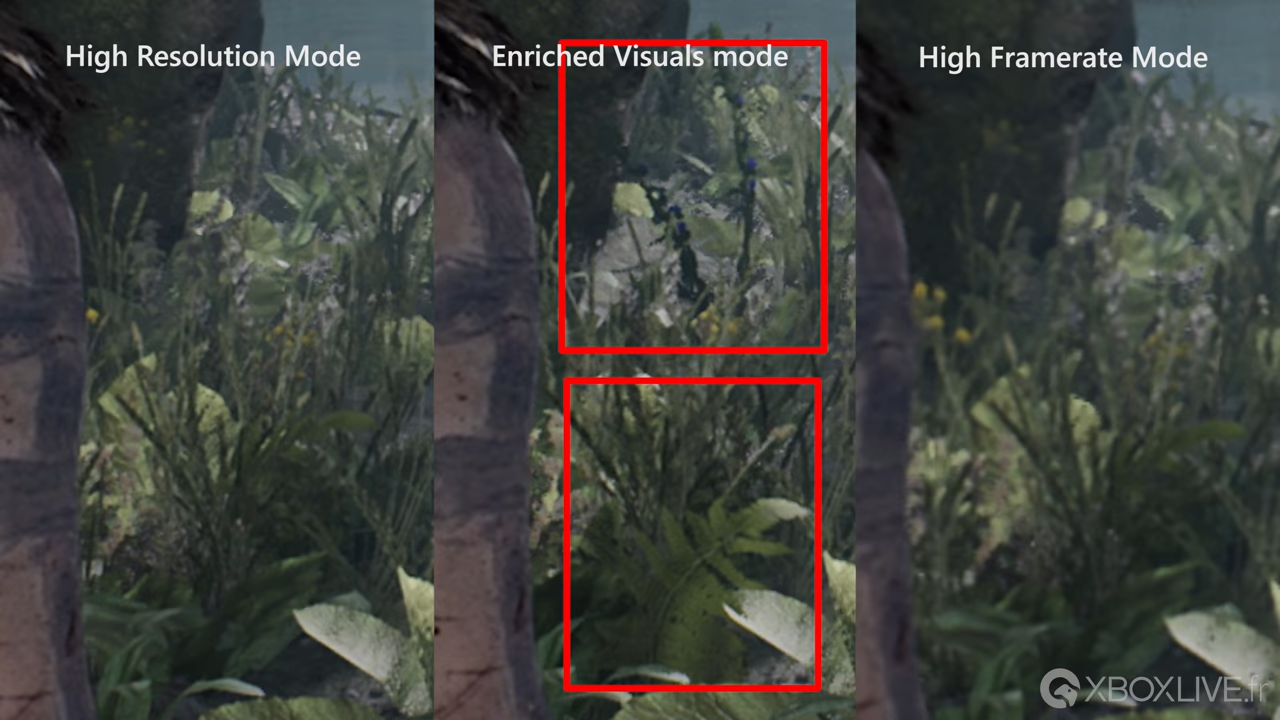 High Resolution Mode
Enriched Visuals mode
High Framerate Mode
XBOXLIVE.fr